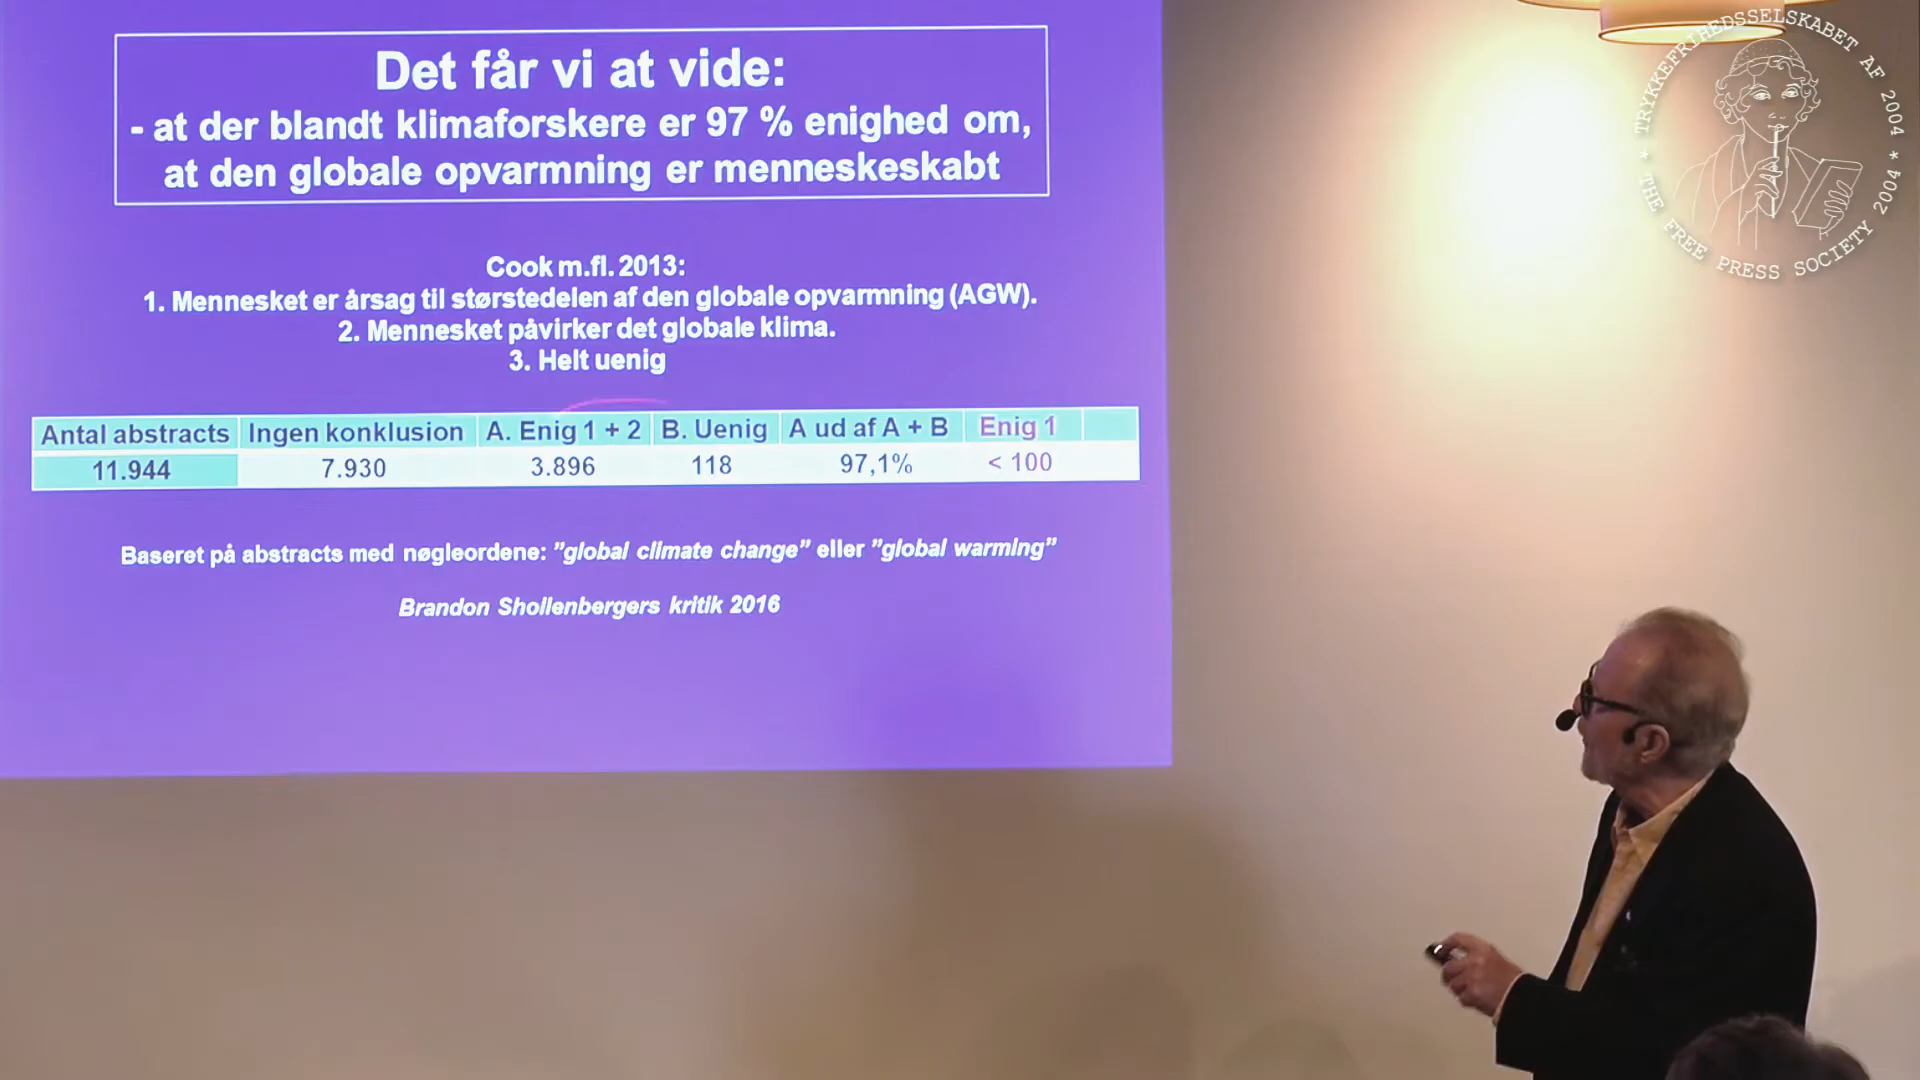 Det får vi at vide:
- at der blandt klimaforskere er 97 % enighed om,
at den globale opvarmning er menneskeskabt
Cook m.fl. 2013:
1. Mennesket er årsag til størstedelen af den globale opvarmning (AGW).
2. Mennesket påvirker det globale klima.
3. Helt uenig
Antal abstracts Ingen konklusion A. Enig 1 + 2 B. Uenig A ud af A + B Enig 1
11.944 7.930 3.896 118 97,1% < 100
Baseret på abstracts med nøgleordene: ”global climate change” eller ”global warming”
Brandon Shollenbergers kritik 2016
TRYKKEFRIHEDSSELSKABET AF 2004 * THE FREE PRESS SOCIETY 2004 *